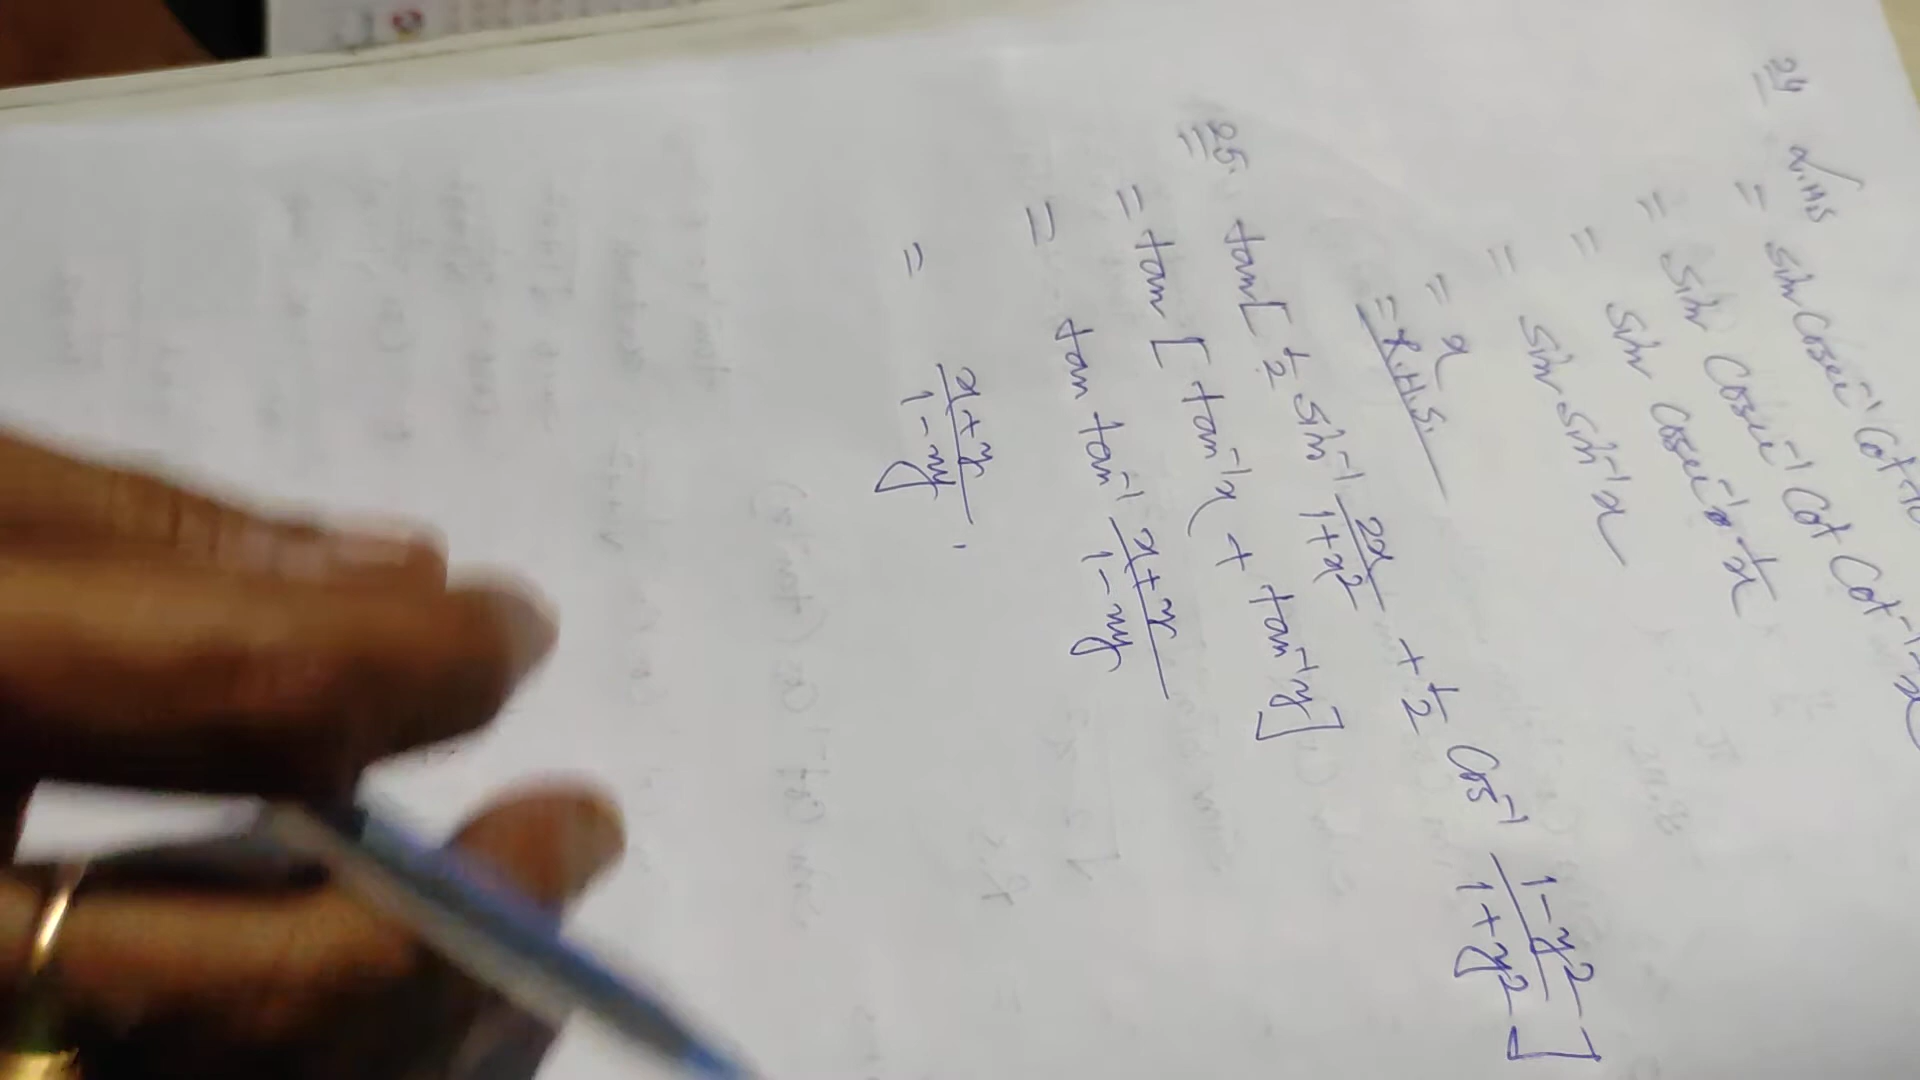 24 L.H.S
= sin cosec⁻¹ cot
= sin cosec⁻¹ cot cot⁻¹
= sin cosec⁻¹ 1/x
= sin sin⁻¹x
= x
= R.H.S.
25. tan[ 1/2 sin⁻¹ 2x/1+x² + 1/2 cos⁻¹ 1-y²/1+y² ]
= tan [ tan⁻¹x + tan⁻¹y ]
= tan tan⁻¹ x+y/1-xy
= x+y/1-xy .